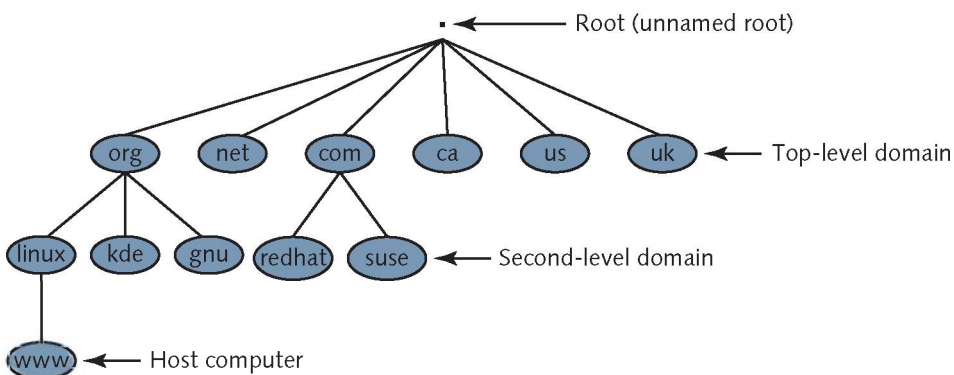 . Root (unnamed root)
org net com ca us uk Top-level domain
linux kde gnu redhat suse Second-level domain
www Host computer